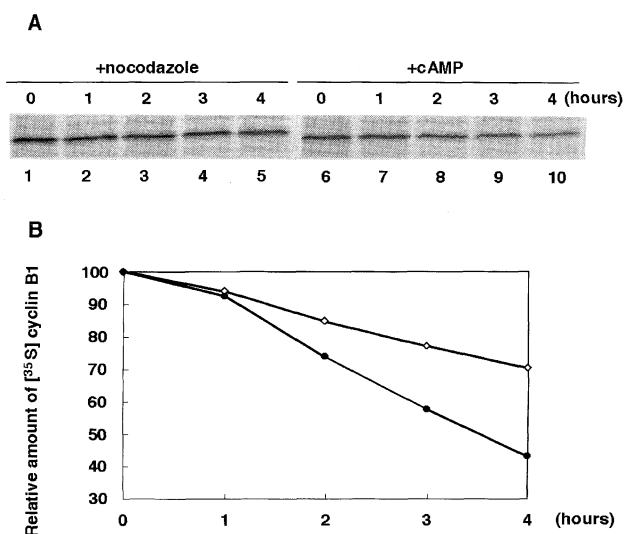 A
+nocodazole +cAMP
0 1 2 3 4 0 1 2 3 4 (hours)
1 2 3 4 5 6 7 8 9 10
B
Relative amount of [35S] cyclin B1
100
90
80
70
60
50
40
30
0 1 2 3 4 (hours)